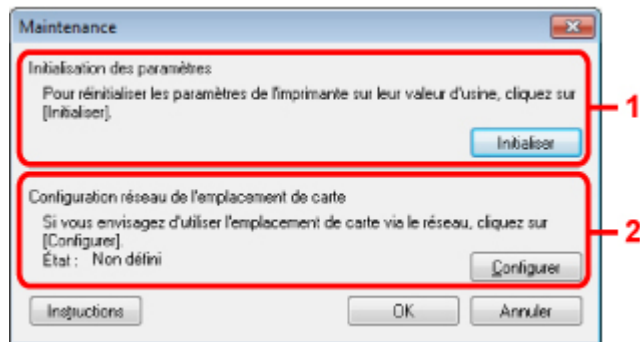 Maintenance
Initialisation des paramètres
Pour réinitialiser les paramètres de l'imprimante sur leur valeur d'usine, cliquez sur
[Initialiser].
1
Initialiser
Configuration réseau de l'emplacement de carte
Si vous envisagez d'utiliser l'emplacement de carte via le réseau, cliquez sur
[Configurer].
2
État : Non défini
Configurer
Instructions OK Annuler